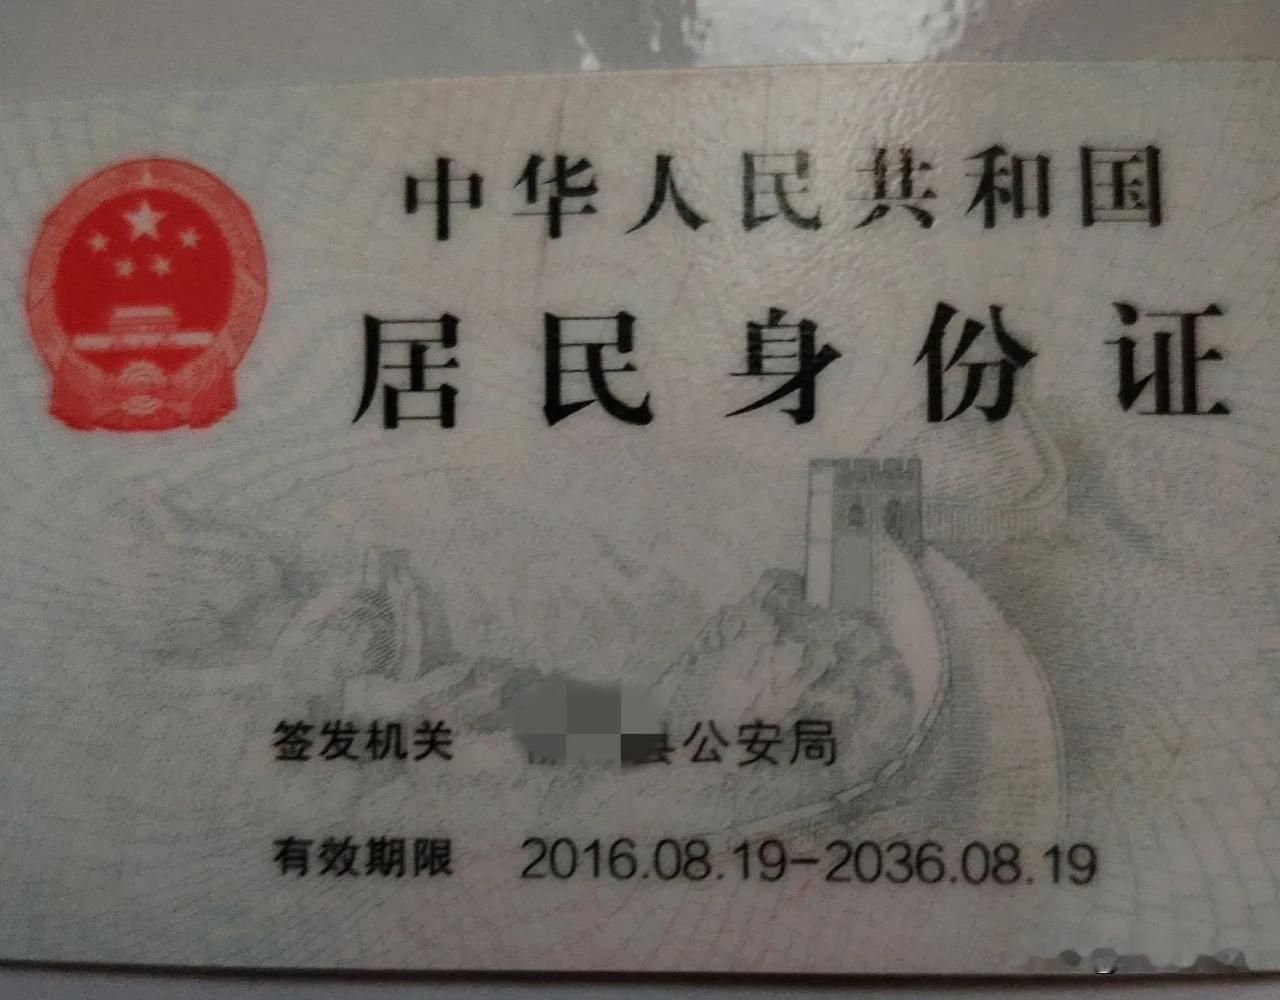 中华人民共和国
居民身份证
签发机关 县公安局
有效期限 2016.08.19-2036.08.19